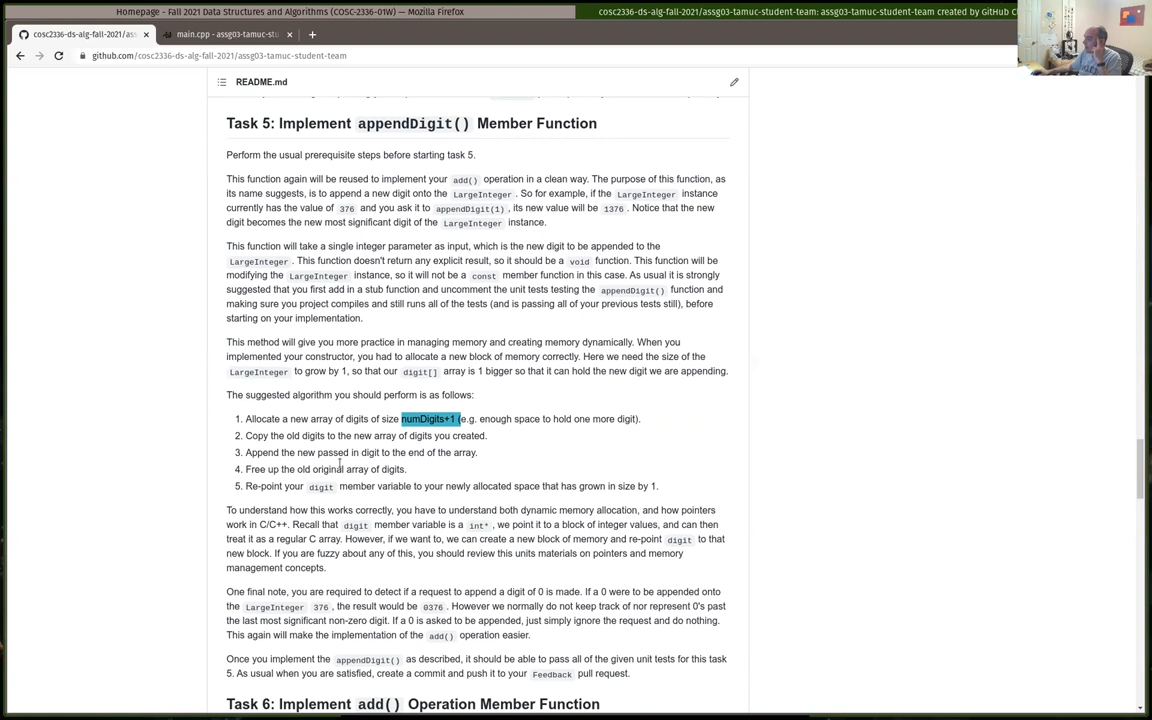 Homepage - Fall 2021 Data Structures and Algorithms (COSC-2336-01W) — Mozilla Firefox
cosc2336-ds-alg-fall-2021/assg03-tamuc-student-team: assg03-tamuc-student-team created by GitHub Cl
cosc2336-ds-alg-fall-2021/ass
main.cpp - assg03-tamuc-stu
github.com/cosc2336-ds-alg-fall-2021/assg03-tamuc-student-team
README.md
Task 5: Implement appendDigit() Member Function
Perform the usual prerequisite steps before starting task 5.
This function again will be reused to implement your add() operation in a clean way. The purpose of this function, as
its name suggests, is to append a new digit onto the LargeInteger. So for example, if the LargeInteger instance
currently has the value of 376 and you ask it to appendDigit(1), its new value will be 1376. Notice that the new
digit becomes the new most significant digit of the LargeInteger instance.
This function will take a single integer parameter as input, which is the new digit to be appended to the
LargeInteger. This function doesn't return any explicit result, so it should be a void function. This function will be
modifying the LargeInteger instance, so it will not be a const member function in this case. As usual it is strongly
suggested that you first add in a stub function and uncomment the unit tests testing the appendDigit() function and
making sure you project compiles and still runs all of the tests (and is passing all of your previous tests still), before
starting on your implementation.
This method will give you more practice in managing memory and creating memory dynamically. When you
implemented your constructor, you had to allocate a new block of memory correctly. Here we need the size of the
LargeInteger to grow by 1, so that our digit[] array is 1 bigger so that it can hold the new digit we are appending.
The suggested algorithm you should perform is as follows:
1. Allocate a new array of digits of size numDigits+1 (e.g. enough space to hold one more digit).
2. Copy the old digits to the new array of digits you created.
3. Append the new passed in digit to the end of the array.
4. Free up the old original array of digits.
5. Re-point your digit member variable to your newly allocated space that has grown in size by 1.
To understand how this works correctly, you have to understand both dynamic memory allocation, and how pointers
work in C/C++. Recall that digit member variable is a int*, we point it to a block of integer values, and can then
treat it as a regular C array. However, if we want to, we can create a new block of memory and re-point digit to that
new block. If you are fuzzy about any of this, you should review this units materials on pointers and memory
management concepts.
One final note, you are required to detect if a request to append a digit of 0 is made. If a 0 were to be appended onto
the LargeInteger 376, the result would be 0376. However we normally do not keep track of nor represent 0's past
the last most significant non-zero digit. If a 0 is asked to be appended, just simply ignore the request and do nothing.
This again will make the implementation of the add() operation easier.
Once you implement the appendDigit() as described, it should be able to pass all of the given unit tests for this task
5. As usual when you are satisfied, create a commit and push it to your Feedback pull request.
Task 6: Implement add() Operation Member Function